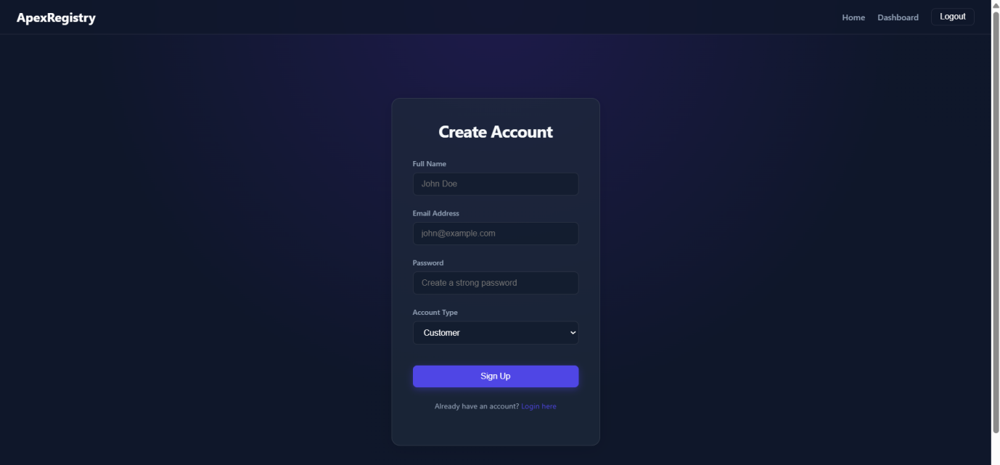 ApexRegistry
Home Dashboard Logout
Create Account
Full Name
John Doe
Email Address
john@example.com
Password
Create a strong password
Account Type
Customer
Sign Up
Already have an account? Login here